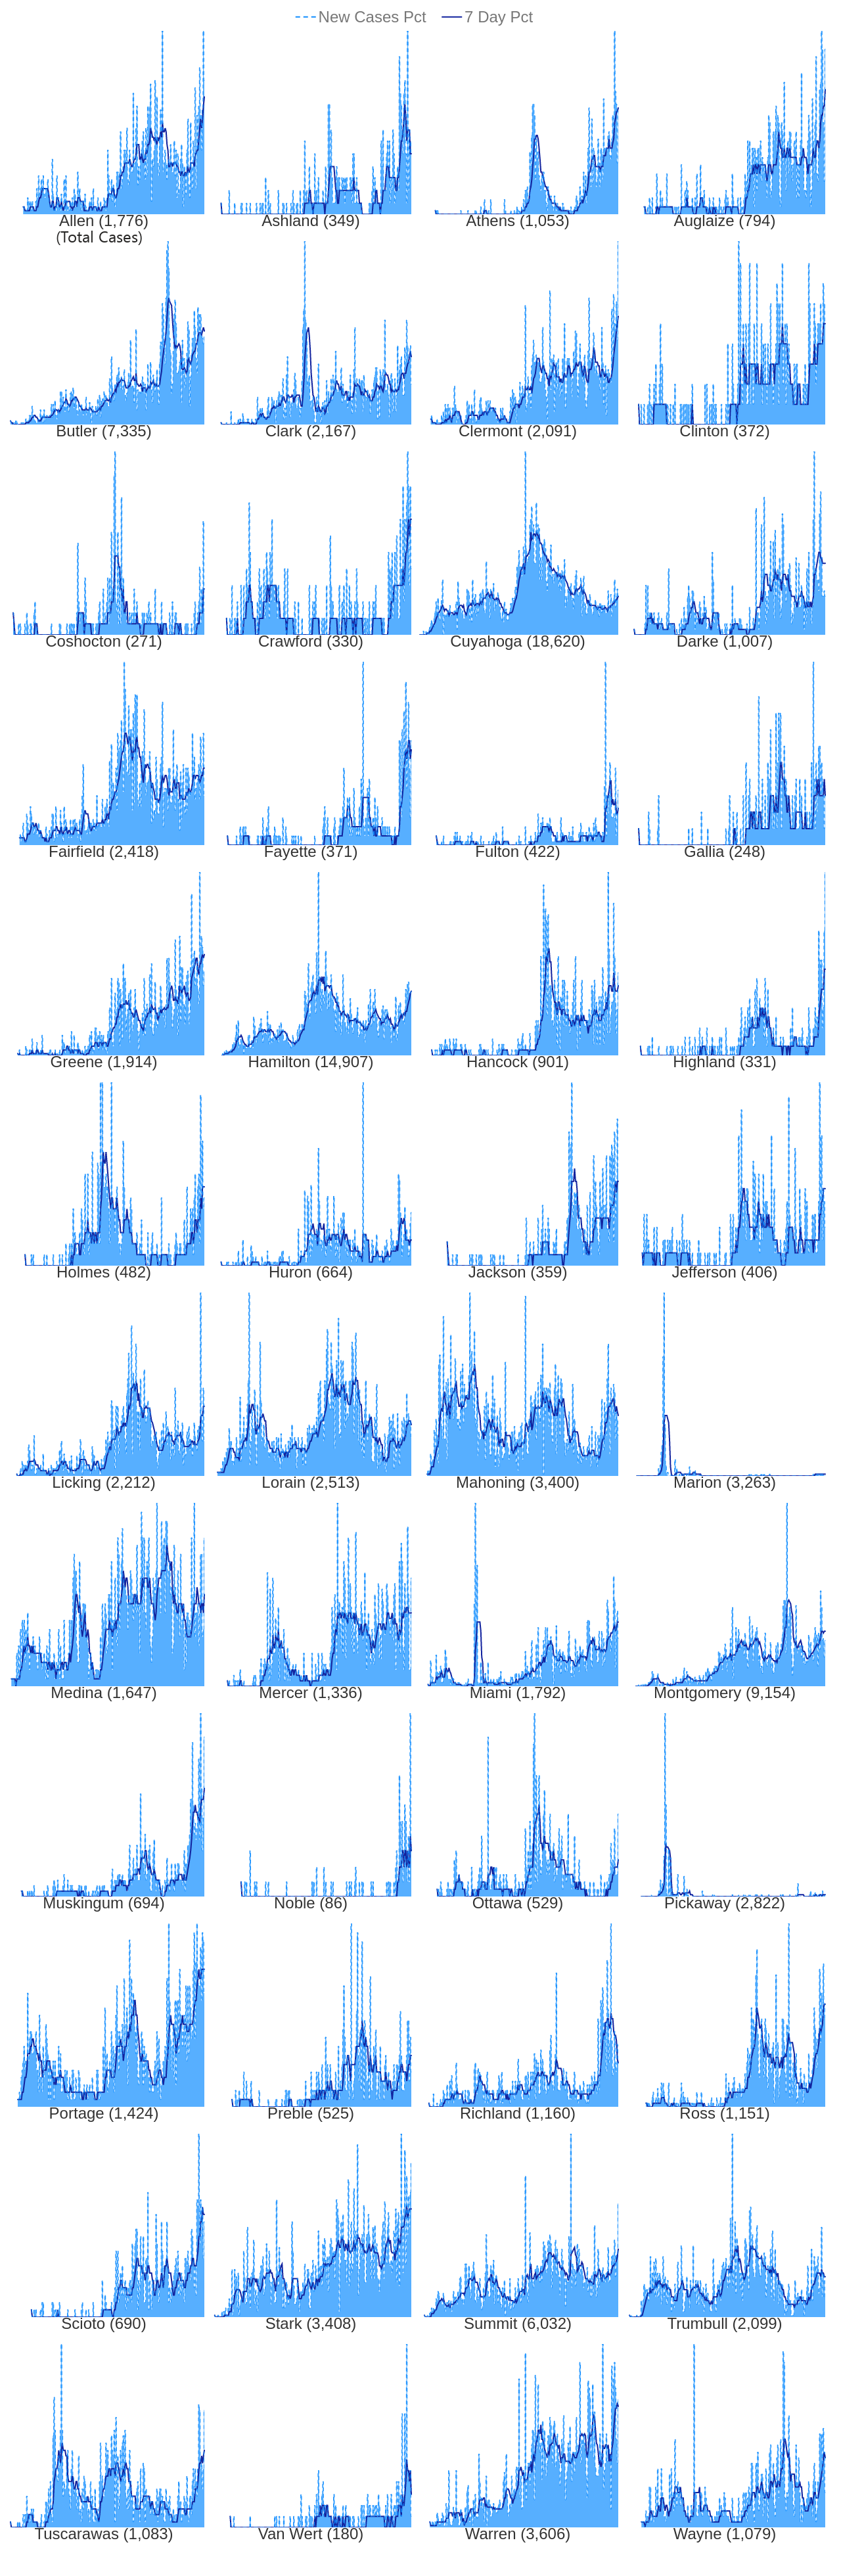 New Cases Pct 7 Day Pct
Allen (1,776) Ashland (349) Athens (1,053) Auglaize (794)
(Total Cases)
Butler (7,335) Clark (2,167) Clermont (2,091) Clinton (372)
Coshocton (271) Crawford (330) Cuyahoga (18,620) Darke (1,007)
Fairfield (2,418) Fayette (371) Fulton (422) Gallia (248)
Greene (1,914) Hamilton (14,907) Hancock (901) Highland (331)
Holmes (482) Huron (664) Jackson (359) Jefferson (406)
Licking (2,212) Lorain (2,513) Mahoning (3,400) Marion (3,263)
Medina (1,647) Mercer (1,336) Miami (1,792) Montgomery (9,154)
Muskingum (694) Noble (86) Ottawa (529) Pickaway (2,822)
Portage (1,424) Preble (525) Richland (1,160) Ross (1,151)
Scioto (690) Stark (3,408) Summit (6,032) Trumbull (2,099)
Tuscarawas (1,083) Van Wert (180) Warren (3,606) Wayne (1,079)